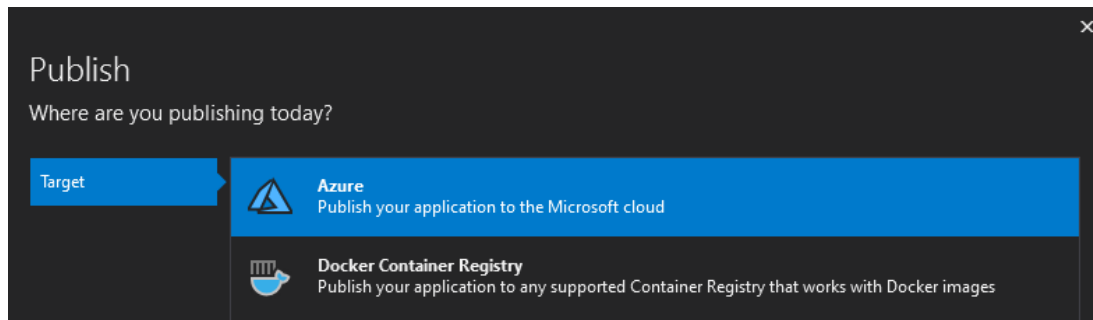 Publish
Where are you publishing today?
Target
Azure
Publish your application to the Microsoft cloud
Docker Container Registry
Publish your application to any supported Container Registry that works with Docker images